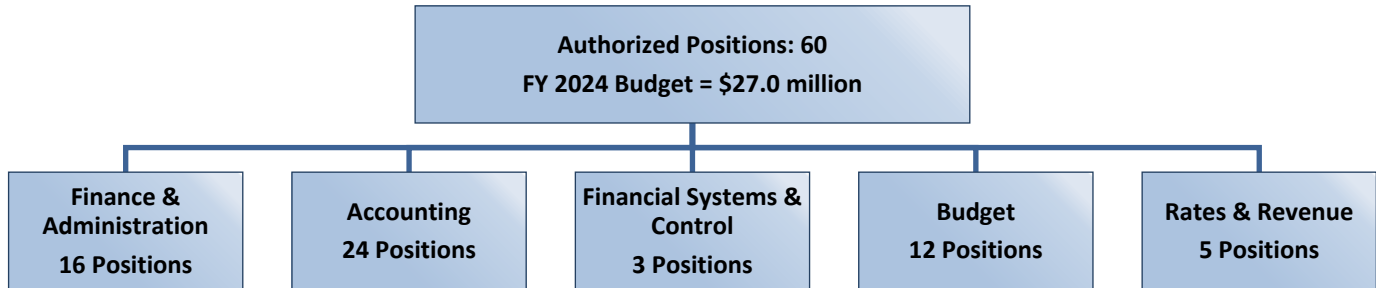 Authorized Positions: 60
FY 2024 Budget = $27.0 million
Finance &
Administration
16 Positions
Accounting
24 Positions
Financial Systems &
Control
3 Positions
Budget
12 Positions
Rates & Revenue
5 Positions